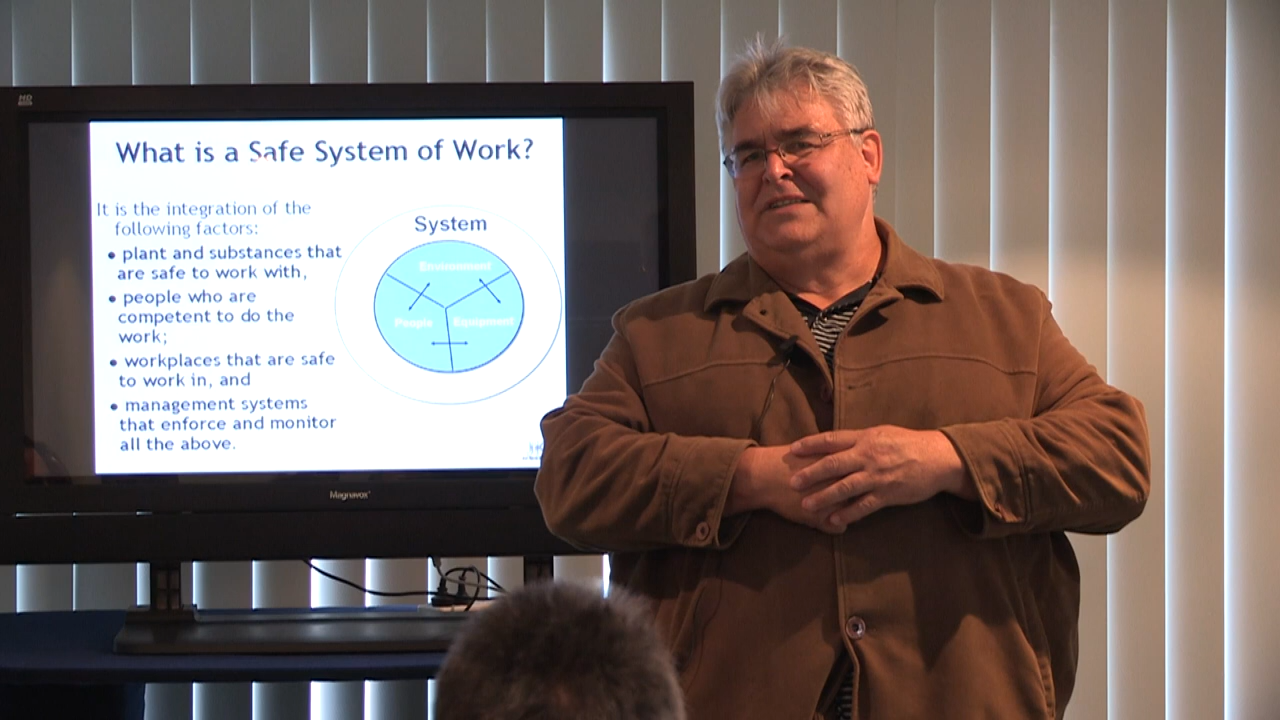 HD
What is a Safe System of Work?
It is the integration of the
following factors:
• plant and substances that
are safe to work with,
• people who are
competent to do the
work;
• workplaces that are safe
to work in, and
• management systems
that enforce and monitor
all the above.
System
Environment
People
Equipment
Magnavox